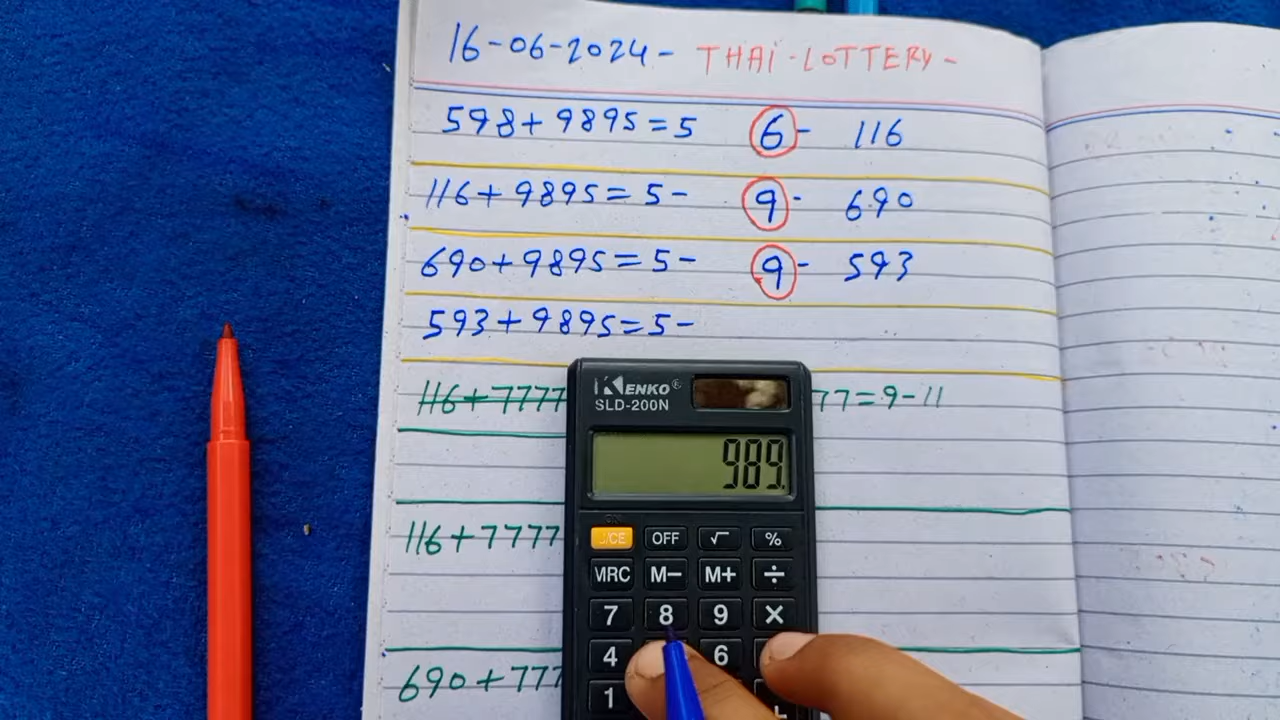 16-06-2024- THAI-LOTTERY-
598+9895=5 6- 116
116+9895=5- 9- 690
690+9895=5- 9- 593
593+9895=5-
116+7777 77=9-11
KENKO®
SLD-200N
989.
ON
/CE OFF √ %
MRC M− M+ ÷
116+7777
7 8 9 X
4 6
690+777
1 +